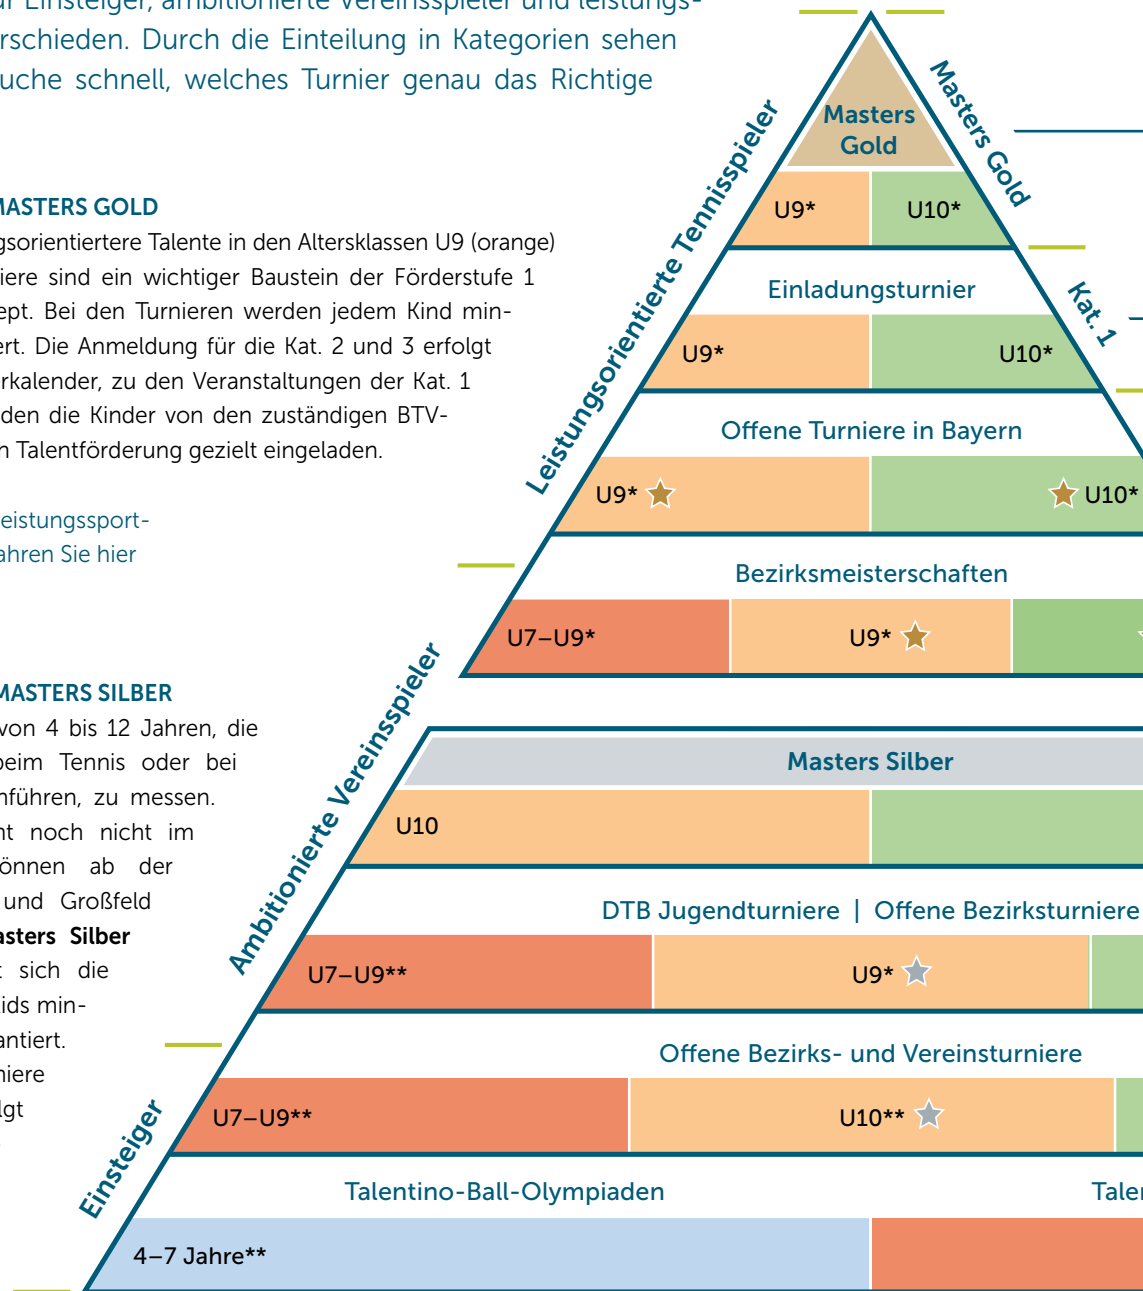 ur Einsteiger, ambitionierte Vereinsspieler und leistungs-
rschieden. Durch die Einteilung in Kategorien sehen
uche schnell, welches Turnier genau das Richtige
MASTERS GOLD
gsorientiertere Talente in den Altersklassen U9 (orange)
iere sind ein wichtiger Baustein der Förderstufe 1
ept. Bei den Turnieren werden jedem Kind min-
ert. Die Anmeldung für die Kat. 2 und 3 erfolgt
rkalender, zu den Veranstaltungen der Kat. 1
den die Kinder von den zuständigen BTV-
h Talentförderung gezielt eingeladen.
eistungssport-
ahren Sie hier
MASTERS SILBER
von 4 bis 12 Jahren, die
beim Tennis oder bei
nführen, zu messen.
nt noch nicht im
önnen ab der
und Großfeld
asters Silber
t sich die
ids min-
antiert.
niere
lgt
Leistungsorientierte Tennisspieler
Ambitionierte Vereinsspieler
Einsteiger
Masters
Gold
Masters Gold
U9* U10*
Kat. 1
Einladungsturnier
U9* U10*
Offene Turniere in Bayern
U9* U10*
Bezirksmeisterschaften
U7–U9* U9*
Masters Silber
U10
DTB Jugendturniere | Offene Bezirksturniere
U7–U9** U9*
Offene Bezirks- und Vereinsturniere
U7–U9** U10**
Talentino-Ball-Olympiaden Taler
4–7 Jahre**